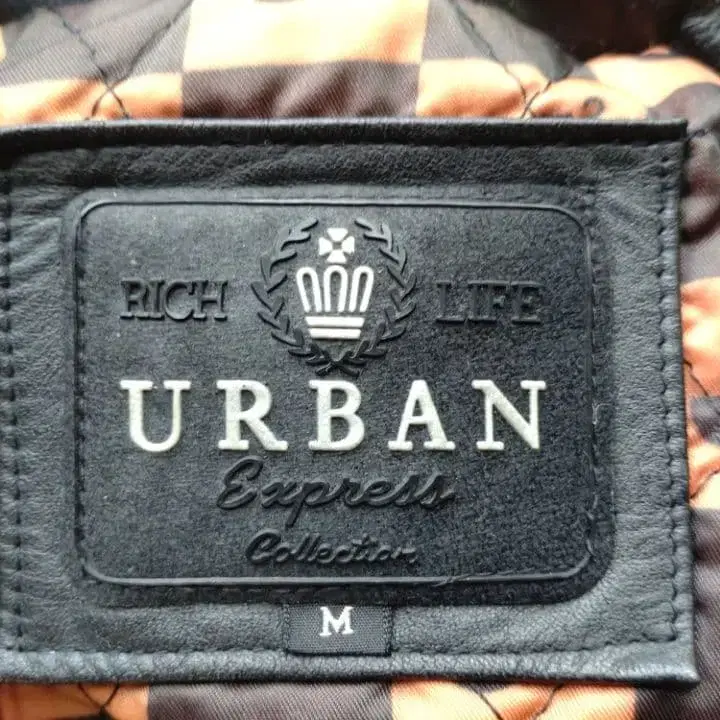 RICH LIFE
URBAN
Express
Collection
M